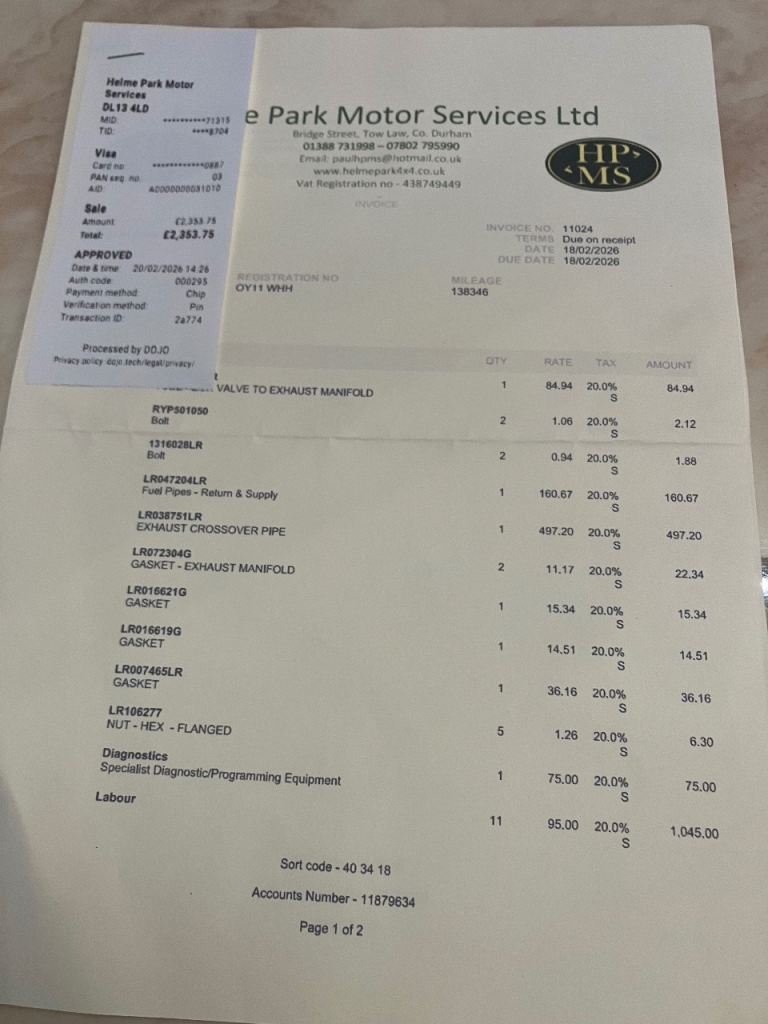 Helme Park Motor
Services
DL13 4LD
MID: **********71315
TID: ****8704
Visa
Card no: ************0887
PAN seq. no. 03
AID: A0000000031010
Sale
Amount £2,353.75
Total: £2,353.75
APPROVED
Date & time: 20/02/2026 14:26
Auth code: 000295
Payment method: Chip
Verification method: Pin
Transaction ID: 2a774
Processed by DOJO
Privacy policy: dojo.tech/legal/privacy/
e Park Motor Services Ltd
Bridge Street, Tow Law, Co. Durham
01388 731998 – 07802 795990
Email: paulhpms@hotmail.co.uk
www.helmepark4x4.co.uk
Vat Registration no - 438749449
HP
MS
INVOICE
INVOICE NO. 11024
TERMS Due on receipt
DATE 18/02/2026
DUE DATE 18/02/2026
REGISTRATION NO MILEAGE
OY11 WHH 138346
QTY RATE TAX AMOUNT
VALVE TO EXHAUST MANIFOLD 1 84.94 20.0% 84.94
S
RYP501050
Bolt 2 1.06 20.0% 2.12
S
1316028LR
Bolt 2 0.94 20.0% 1.88
S
LR047204LR
Fuel Pipes - Return & Supply 1 160.67 20.0% 160.67
S
LR038751LR
EXHAUST CROSSOVER PIPE 1 497.20 20.0% 497.20
S
LR072304G
GASKET - EXHAUST MANIFOLD 2 11.17 20.0% 22.34
S
LR016621G
GASKET 1 15.34 20.0% 15.34
S
LR016619G
GASKET 1 14.51 20.0% 14.51
S
LR007465LR
GASKET 1 36.16 20.0% 36.16
S
LR106277
NUT - HEX - FLANGED 5 1.26 20.0% 6.30
S
Diagnostics
Specialist Diagnostic/Programming Equipment 1 75.00 20.0% 75.00
S
Labour
11 95.00 20.0% 1,045.00
S
Sort code - 40 34 18
Accounts Number - 11879634
Page 1 of 2